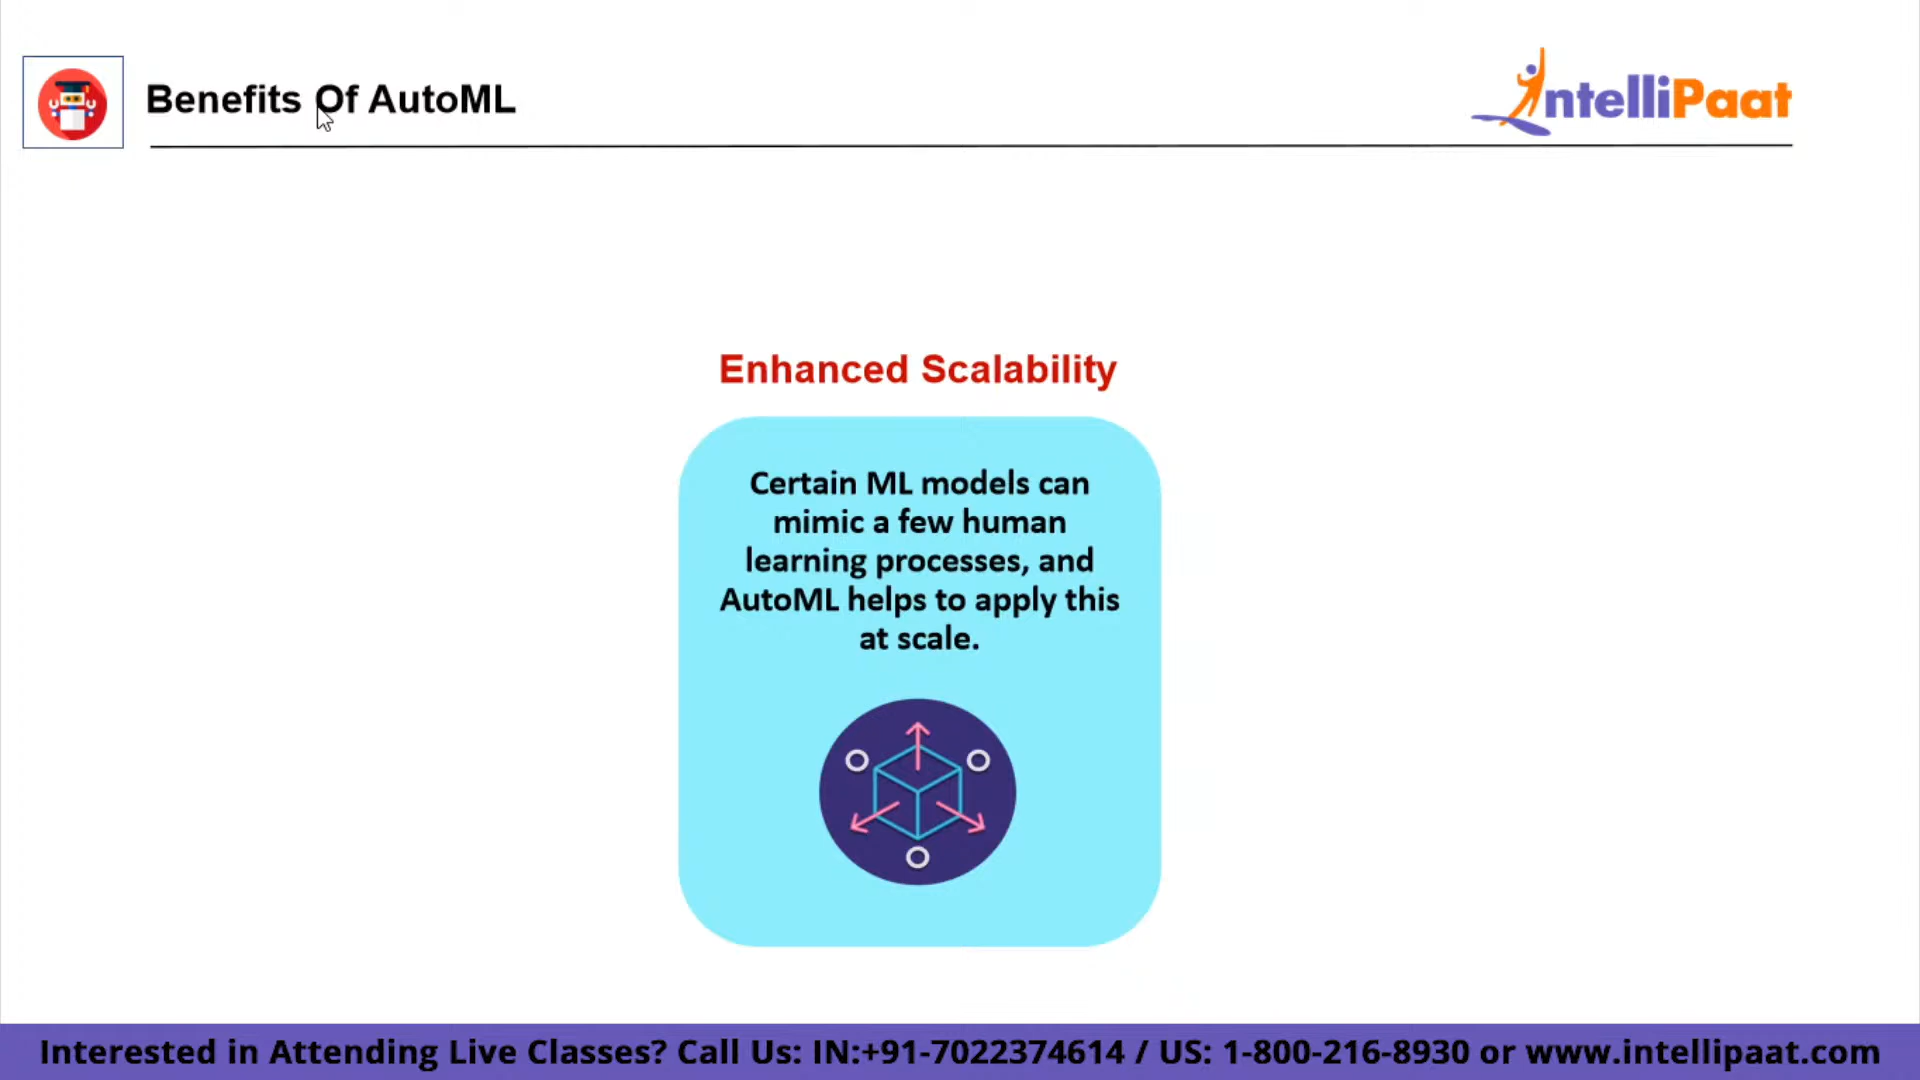 Benefits Of AutoML
IntelliPaat
Enhanced Scalability
Certain ML models can
mimic a few human
learning processes, and
AutoML helps to apply this
at scale.
Interested in Attending Live Classes? Call Us: IN:+91-7022374614 / US: 1-800-216-8930 or www.intellipaat.com